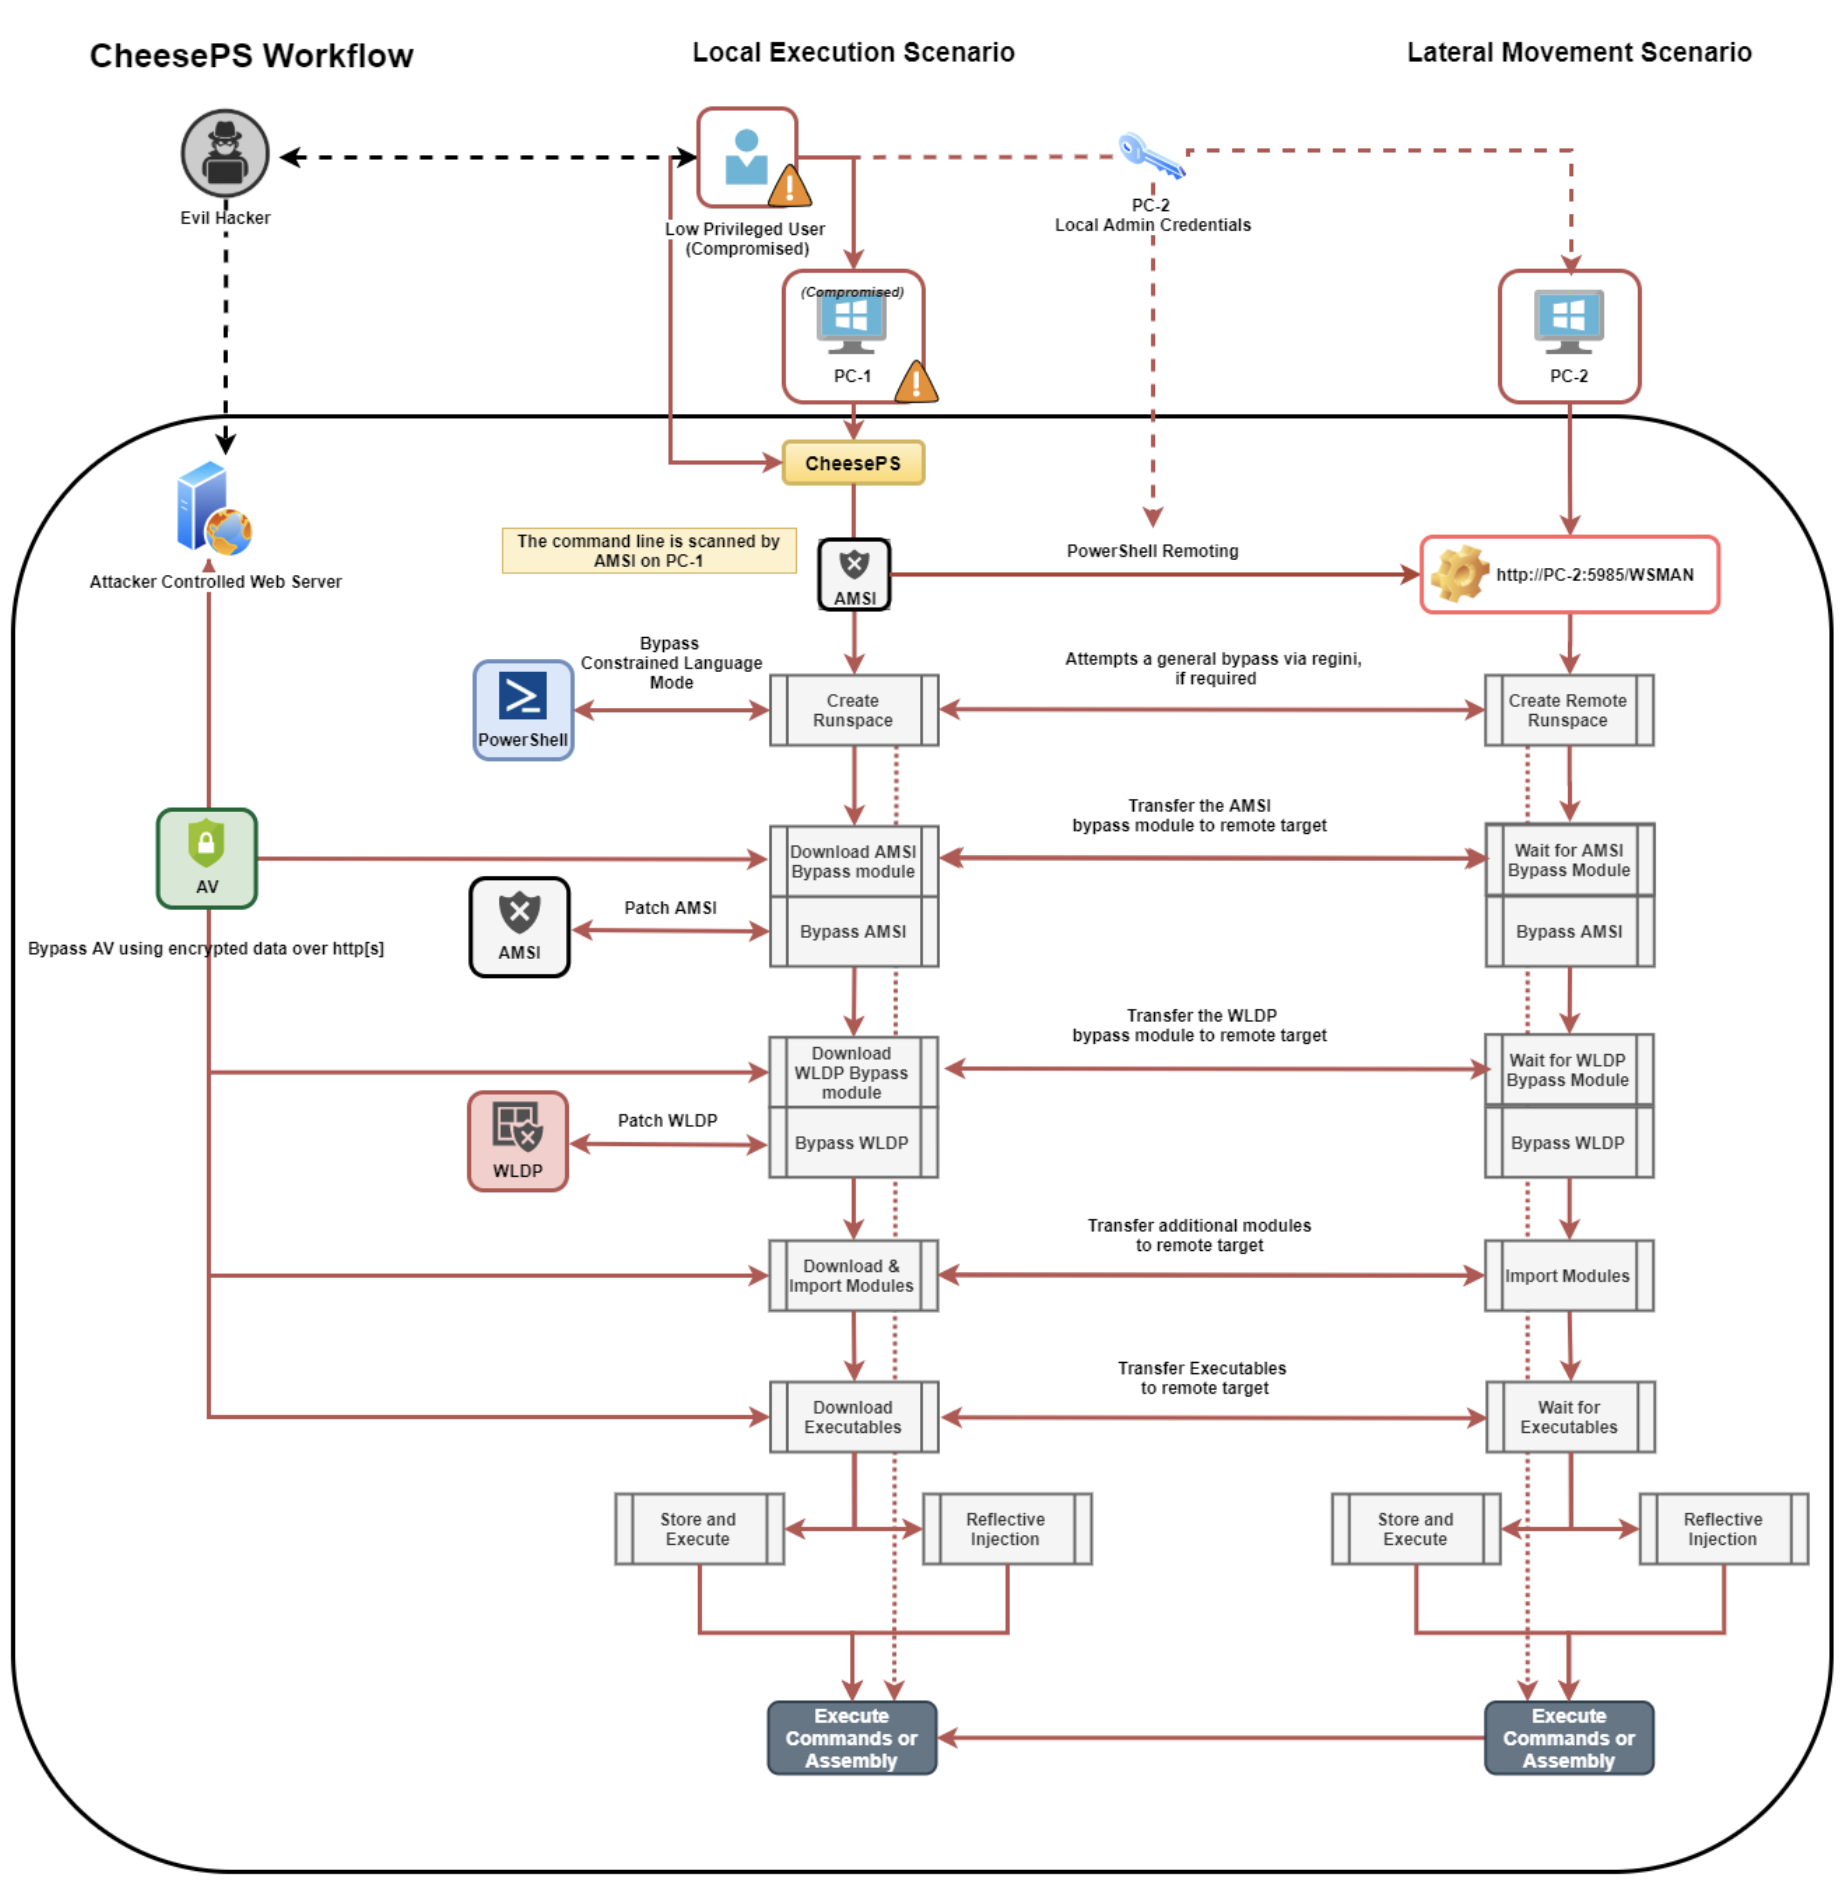 CheesePS Workflow
Local Execution Scenario
Lateral Movement Scenario
Evil Hacker
Low Privileged User
(Compromised)
PC-2
Local Admin Credentials
(Compromised)
PC-1
PC-2
CheesePS
Attacker Controlled Web Server
The command line is scanned by
AMSI on PC-1
AMSI
PowerShell Remoting
http://PC-2:5985/WSMAN
Bypass
Constrained Language
Mode
PowerShell
Create
Runspace
Attempts a general bypass via regini,
if required
Create Remote
Runspace
AV
Bypass AV using encrypted data over http[s]
Download AMSI
Bypass module
Transfer the AMSI
bypass module to remote target
Wait for AMSI
Bypass Module
AMSI
Patch AMSI
Bypass AMSI
Bypass AMSI
Download
WLDP Bypass
module
Transfer the WLDP
bypass module to remote target
Wait for WLDP
Bypass Module
WLDP
Patch WLDP
Bypass WLDP
Bypass WLDP
Download &
Import Modules
Transfer additional modules
to remote target
Import Modules
Download
Executables
Transfer Executables
to remote target
Wait for
Executables
Store and
Execute
Reflective
Injection
Store and
Execute
Reflective
Injection
Execute
Commands or
Assembly
Execute
Commands or
Assembly